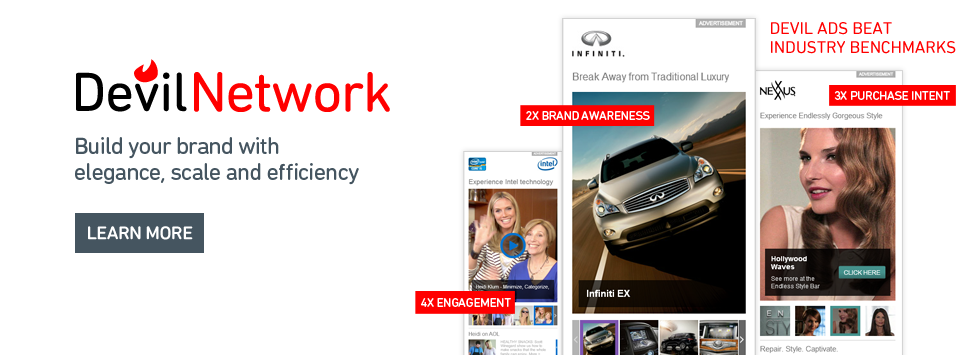 DevilNetwork
Build your brand with
elegance, scale and efficiency
LEARN MORE
DEVIL ADS BEAT
INDUSTRY BENCHMARKS
ADVERTISEMENT
INFINITI.
Break Away from Traditional Luxury
2X BRAND AWARENESS
Infiniti EX
ADVERTISEMENT
NEXXUS
3X PURCHASE INTENT
Experience Endlessly Gorgeous Style
Hollywood
Waves
See more at the
Endless Style Bar
CLICK HERE
EN
STY
Repair. Style. Captivate.
ADVERTISEMENT
intel
Experience Intel technology
Heidi Klum - Minimize, Categorize,
4X ENGAGEMENT
Heidi on AOL